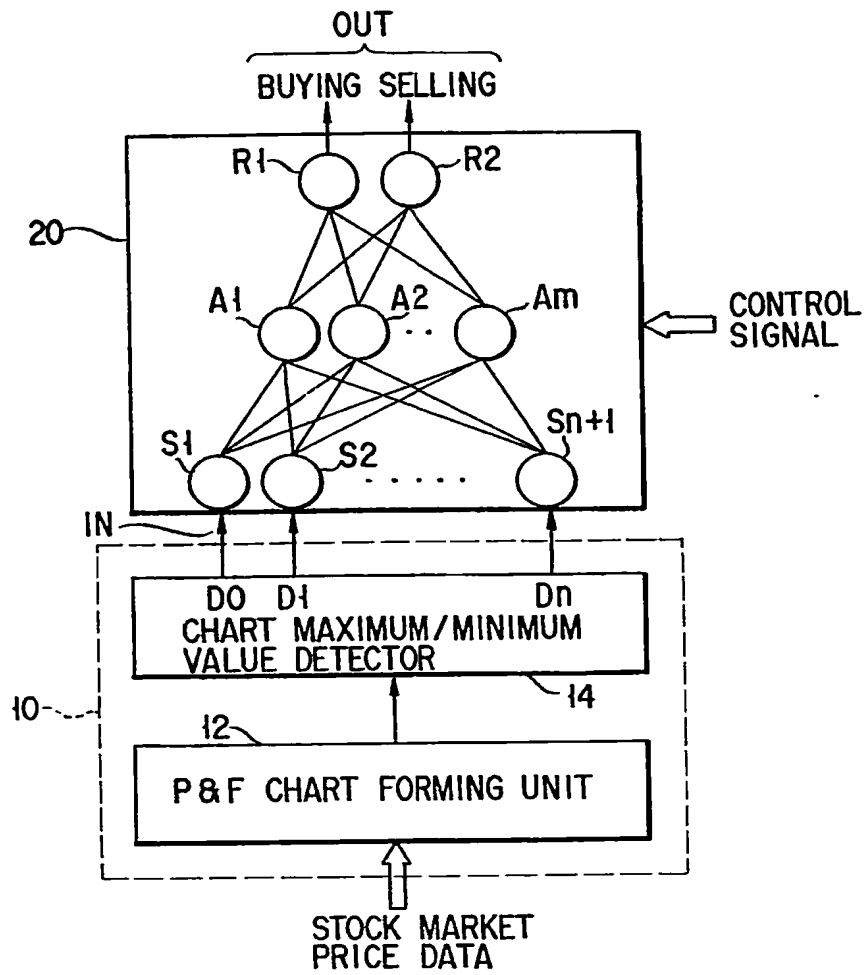 OUT
BUYING SELLING
R1 R2
20
A1 A2 ·· Am
CONTROL
SIGNAL
S1 S2 ····· Sn+1
IN
D0 D1 Dn
CHART MAXIMUM/MINIMUM
VALUE DETECTOR
14
10
12
P&F CHART FORMING UNIT
STOCK MARKET
PRICE DATA